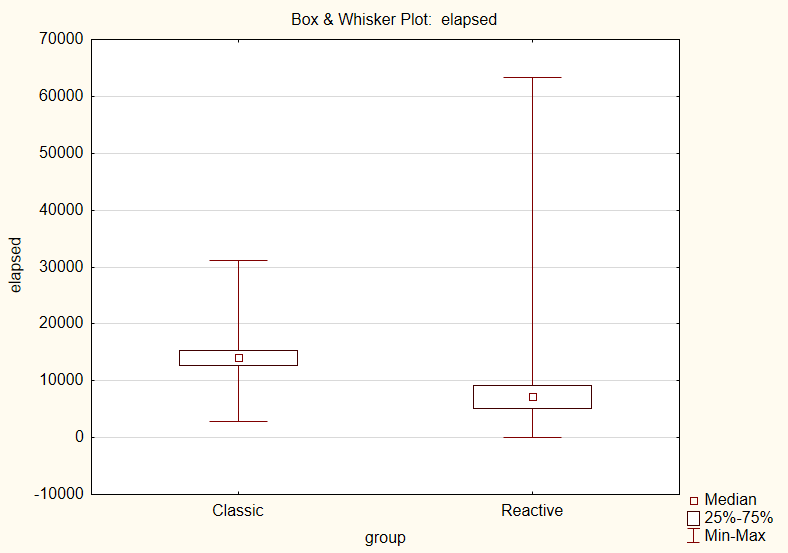 Box & Whisker Plot: elapsed
70000
60000
50000
40000
30000
20000
10000
0
-10000
elapsed
Classic
Reactive
group
Median
25%-75%
Min-Max